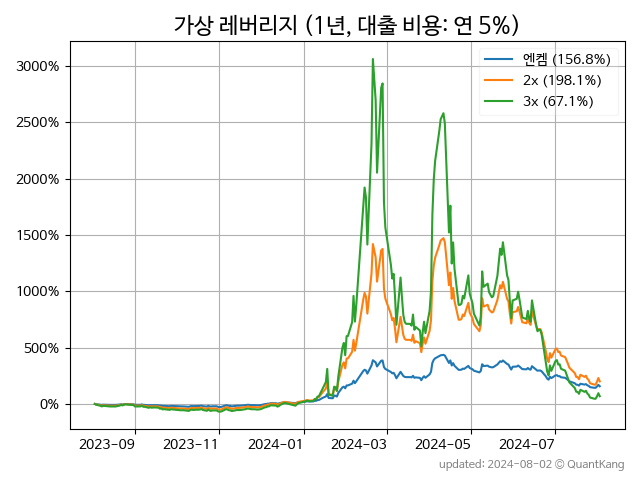 가상 레버리지 (1년, 대출 비용: 연 5%)
엔켐 (156.8%)
2x (198.1%)
3x (67.1%)
3000%
2500%
2000%
1500%
1000%
500%
0%
2023-09 2023-11 2024-01 2024-03 2024-05 2024-07
updated: 2024-08-02 © QuantKang